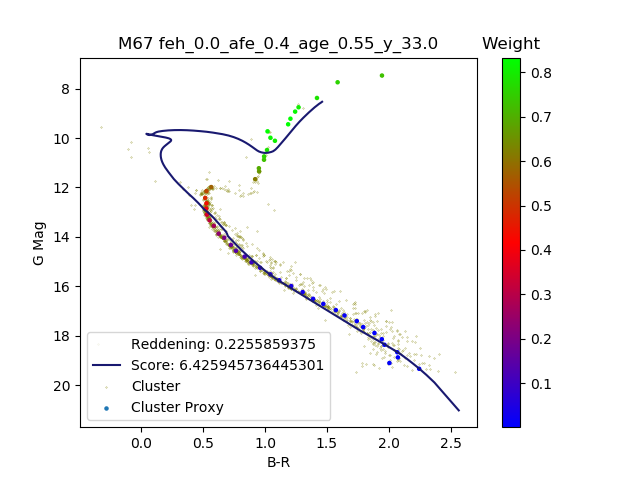 M67 feh_0.0_afe_0.4_age_0.55_y_33.0
Weight
8
10
12
14
16
18
20
G Mag
0.0
0.5
1.0
1.5
2.0
2.5
B-R
Reddening: 0.2255859375
Score: 6.425945736445301
Cluster
Cluster Proxy
0.8
0.7
0.6
0.5
0.4
0.3
0.2
0.1